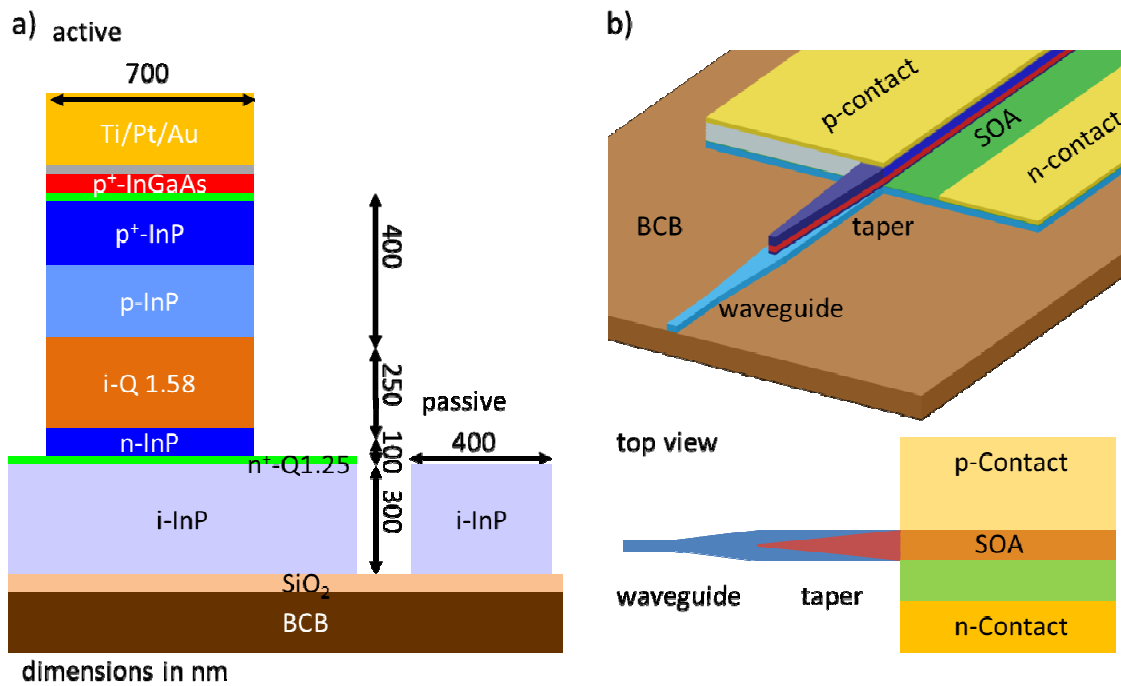 a)
active
700
Ti/Pt/Au
p⁺-InGaAs
p⁺-InP
p-InP
i-Q 1.58
n-InP
n⁺-Q1.25
i-InP
SiO₂
BCB
400
250
100
300
passive
400
i-InP
dimensions in nm
b)
p-contact
SOA
n-contact
BCB
taper
waveguide
top view
p-Contact
SOA
waveguide
taper
n-Contact